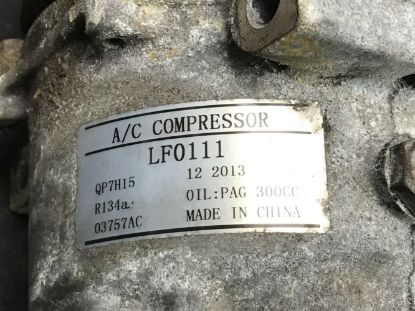 A/C COMPRESSOR
LF0111
QP7H15 12 2013
R134a. OIL:PAG 300CC
03757AC MADE IN CHINA